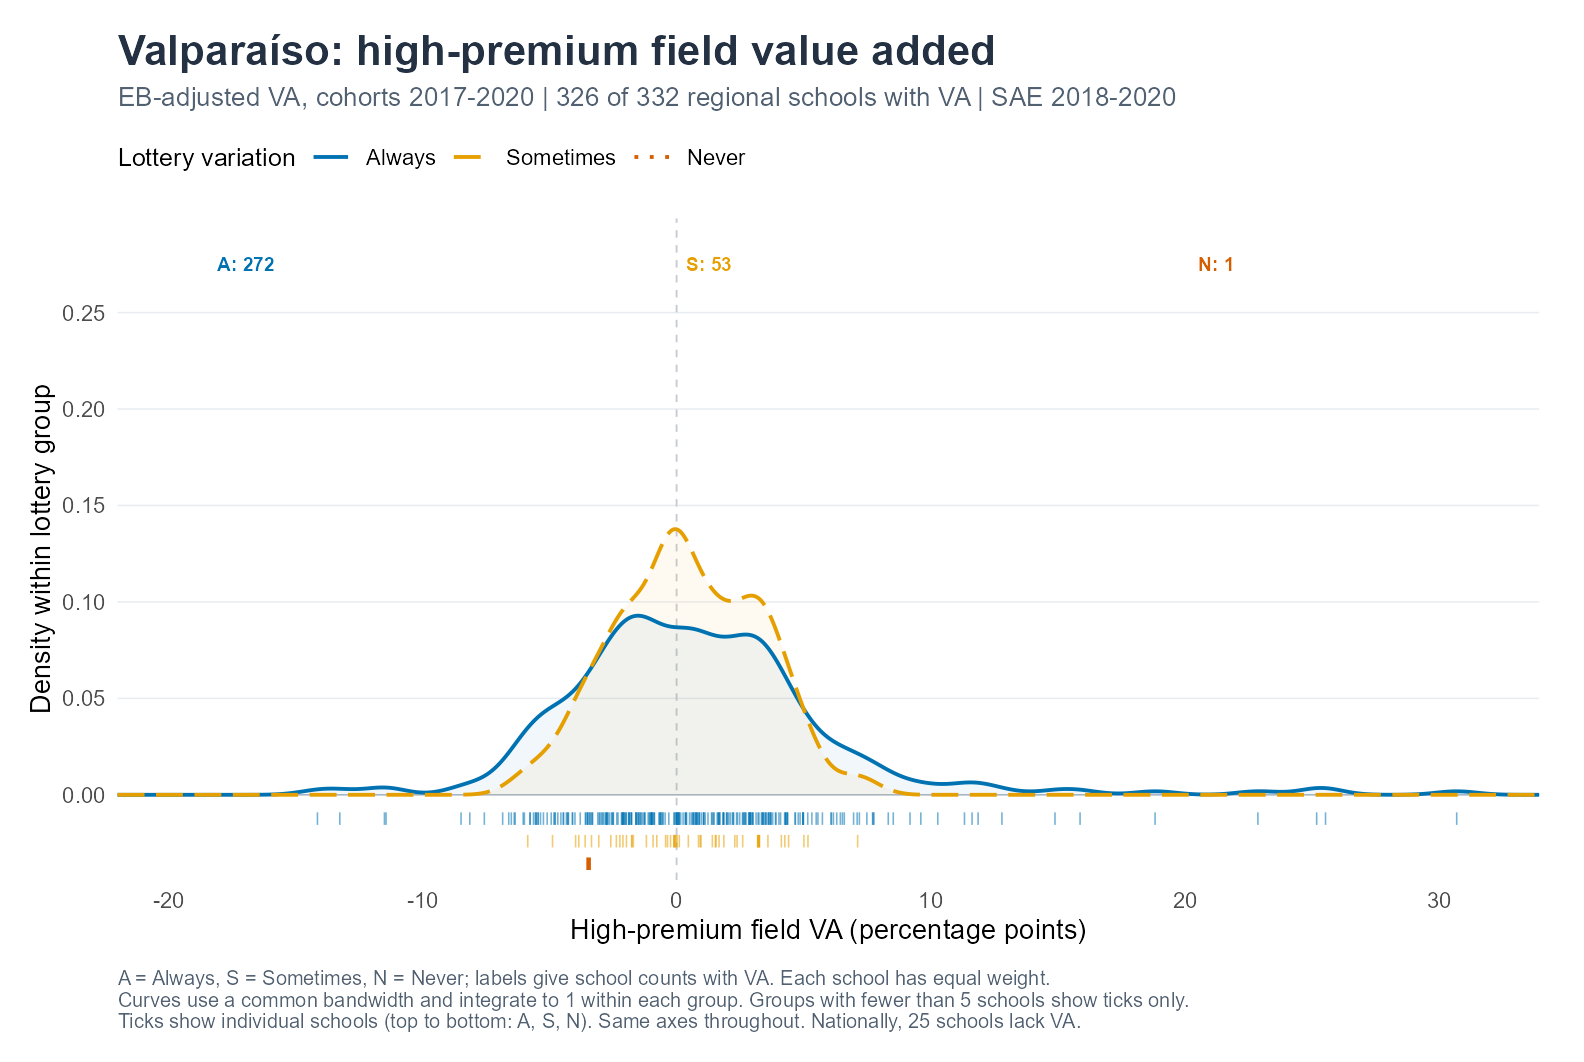 Valparaíso: high-premium field value added
EB-adjusted VA, cohorts 2017-2020 | 326 of 332 regional schools with VA | SAE 2018-2020
Lottery variation Always Sometimes Never
A: 272 S: 53 N: 1
Density within lottery group
0.25
0.20
0.15
0.10
0.05
0.00
-20 -10 0 10 20 30
High-premium field VA (percentage points)
A = Always, S = Sometimes, N = Never; labels give school counts with VA. Each school has equal weight.
Curves use a common bandwidth and integrate to 1 within each group. Groups with fewer than 5 schools show ticks only.
Ticks show individual schools (top to bottom: A, S, N). Same axes throughout. Nationally, 25 schools lack VA.